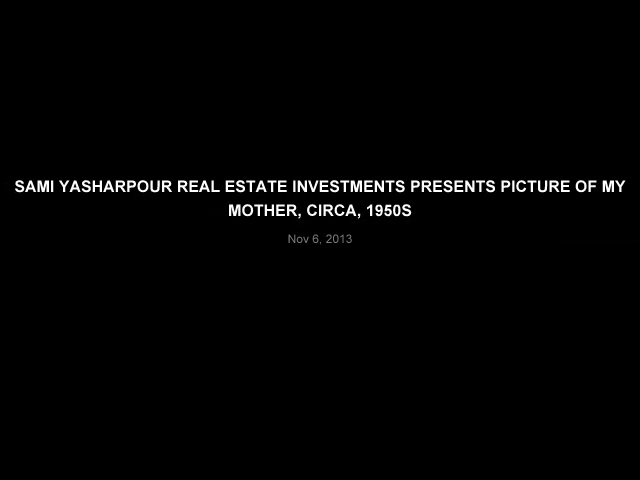 SAMI YASHARPOUR REAL ESTATE INVESTMENTS PRESENTS PICTURE OF MY
MOTHER, CIRCA, 1950S
Nov 6, 2013